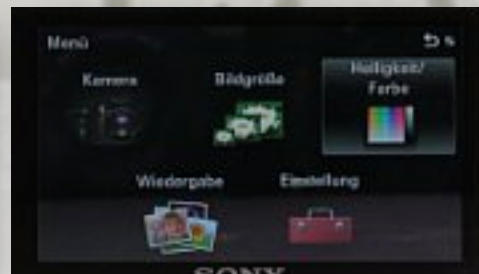 Menü
Kamera
Bildgröße
Helligkeit/
Farbe
Wiedergabe
Einstellung
SONY